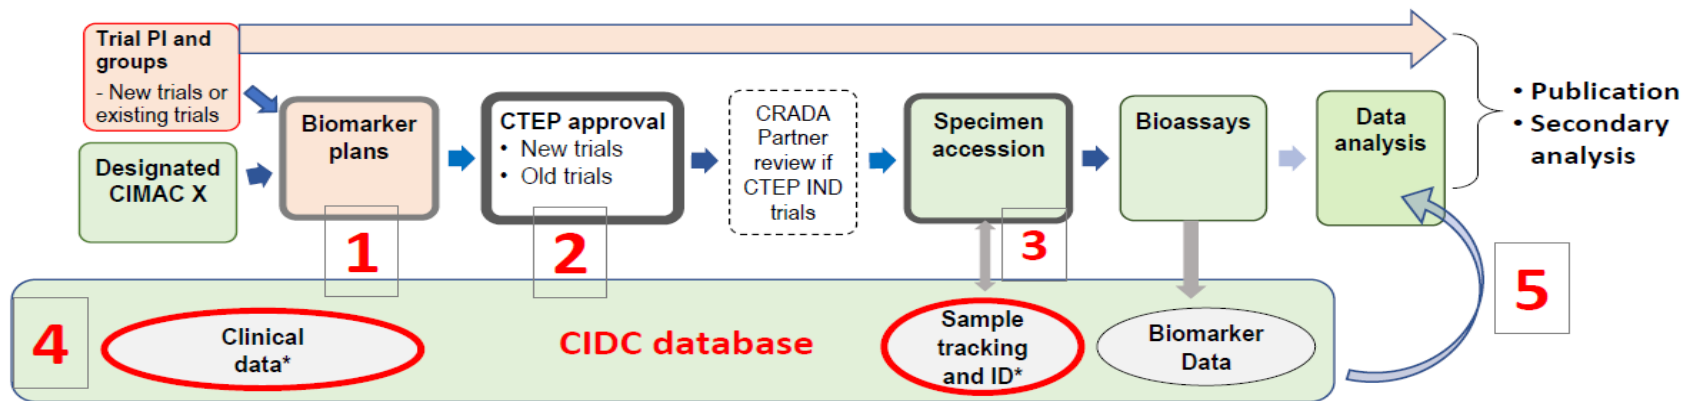 Trial PI and
groups
- New trials or
existing trials
Designated
CIMAC X
Biomarker
plans
CTEP approval
• New trials
• Old trials
CRADA
Partner
review if
CTEP IND
trials
Specimen
accession
Bioassays
Data
analysis
• Publication
• Secondary
analysis
1
2
3
4
5
Clinical
data*
CIDC database
Sample
tracking
and ID*
Biomarker
Data